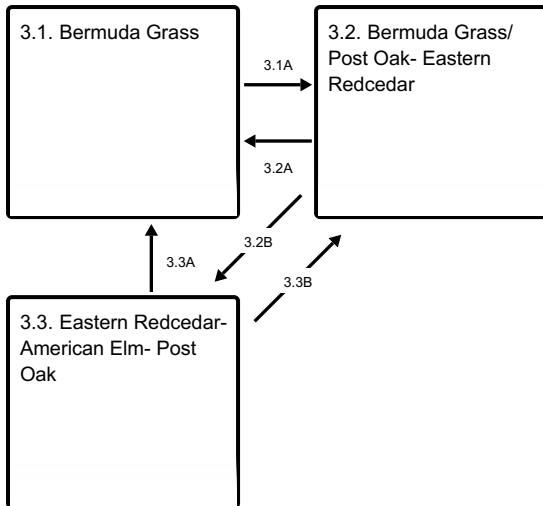 3.1. Bermuda Grass
3.2. Bermuda Grass/
Post Oak- Eastern
Redcedar
3.1A
3.2A
3.2B
3.3A
3.3B
3.3. Eastern Redcedar-
American Elm- Post
Oak